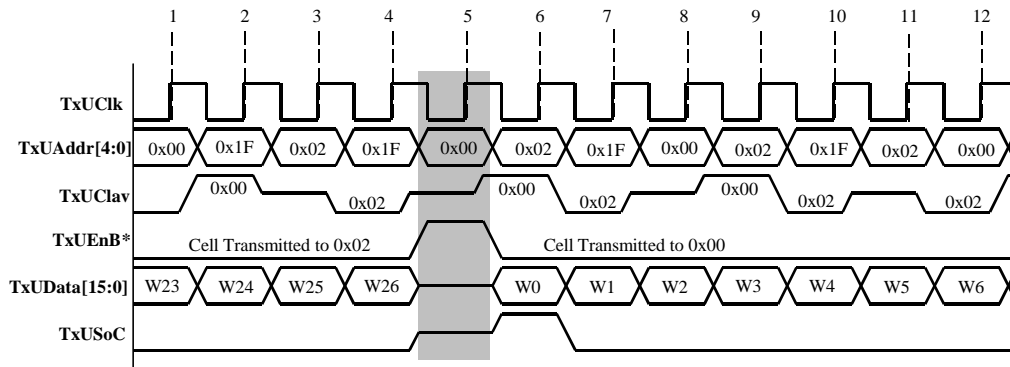 1 2 3 4 5 6 7 8 9 10 11 12
TxUClk
TxUAddr[4:0] 0x00 0x1F 0x02 0x1F 0x00 0x02 0x1F 0x00 0x02 0x1F 0x02 0x00
TxUClav 0x00 0x02 0x00 0x02 0x00 0x02 0x02
TxUEnB* Cell Transmitted to 0x02 Cell Transmitted to 0x00
TxUData[15:0] W23 W24 W25 W26 W0 W1 W2 W3 W4 W5 W6
TxUSoC